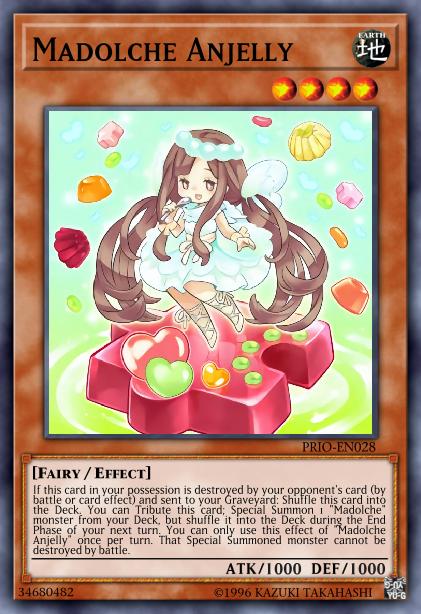 MADOLCHE ANJELLY
EARTH
地
PRIO-EN028
[FAIRY / EFFECT]
If this card in your possession is destroyed by your opponent's card (by
battle or card effect) and sent to your Graveyard: Shuffle this card into
the Deck. You can Tribute this card; Special Summon 1 "Madolche"
monster from your Deck, but shuffle it into the Deck during the End
Phase of your next turn. You can only use this effect of "Madolche
Anjelly" once per turn. That Special Summoned monster cannot be
destroyed by battle.
ATK/1000 DEF/1000
34680482
©1996 KAZUKI TAKAHASHI